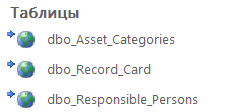 Таблицы
dbo_Asset_Categories
dbo_Record_Card
dbo_Responsible_Persons